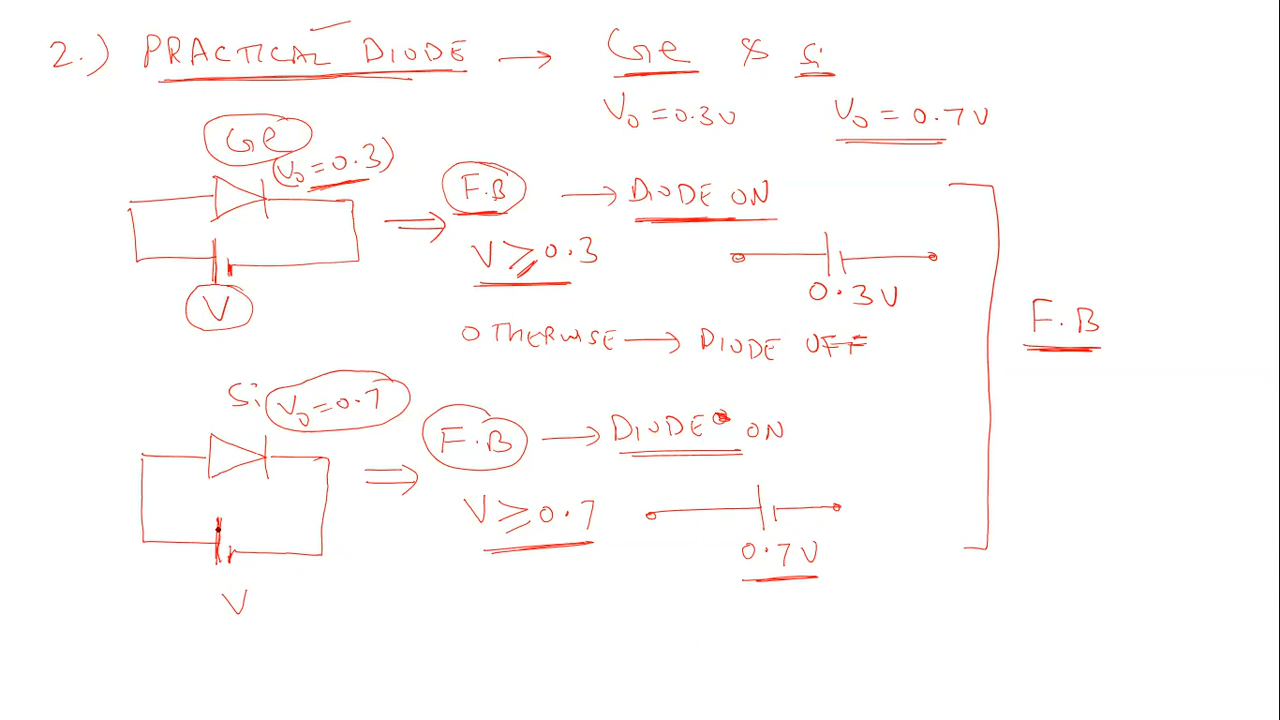 2.) PRACTICAL DIODE → Ge & Si
V₀ = 0.3V V₀ = 0.7V
Ge
(V₀ = 0.3)
⇒ F.B → DIODE ON
V ≥ 0.3
0.3V
V
OTHERWISE → DIODE OFF
F.B
Si V₀ = 0.7
⇒ F.B → DIODE ON
V ≥ 0.7
0.7V
V